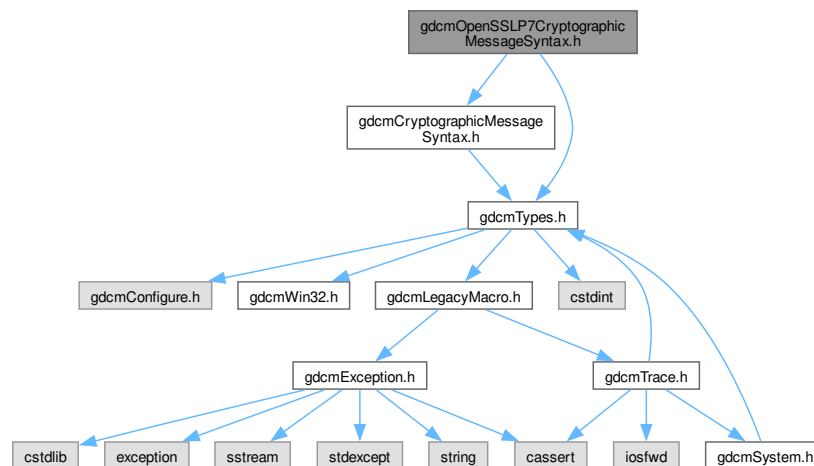 gdcmOpenSSLP7Cryptographic
MessageSyntax.h
gdcmCryptographicMessage
Syntax.h
gdcmTypes.h
gdcmConfigure.h
gdcmWin32.h
gdcmLegacyMacro.h
cstdint
gdcmException.h
gdcmTrace.h
cstdlib
exception
sstream
stdexcept
string
cassert
iosfwd
gdcmSystem.h